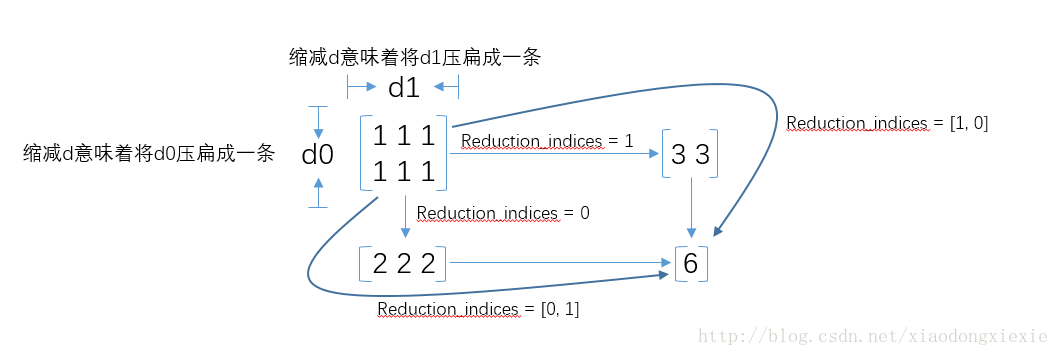 缩减d意味着将d1压扁成一条
d1
缩减d意味着将d0压扁成一条
d0
1 1 1
1 1 1
Reduction_indices = 1
3 3
Reduction_indices = [1, 0]
Reduction_indices = 0
2 2 2
6
Reduction_indices = [0, 1]
http://blog.csdn.net/xiaodongxiexie